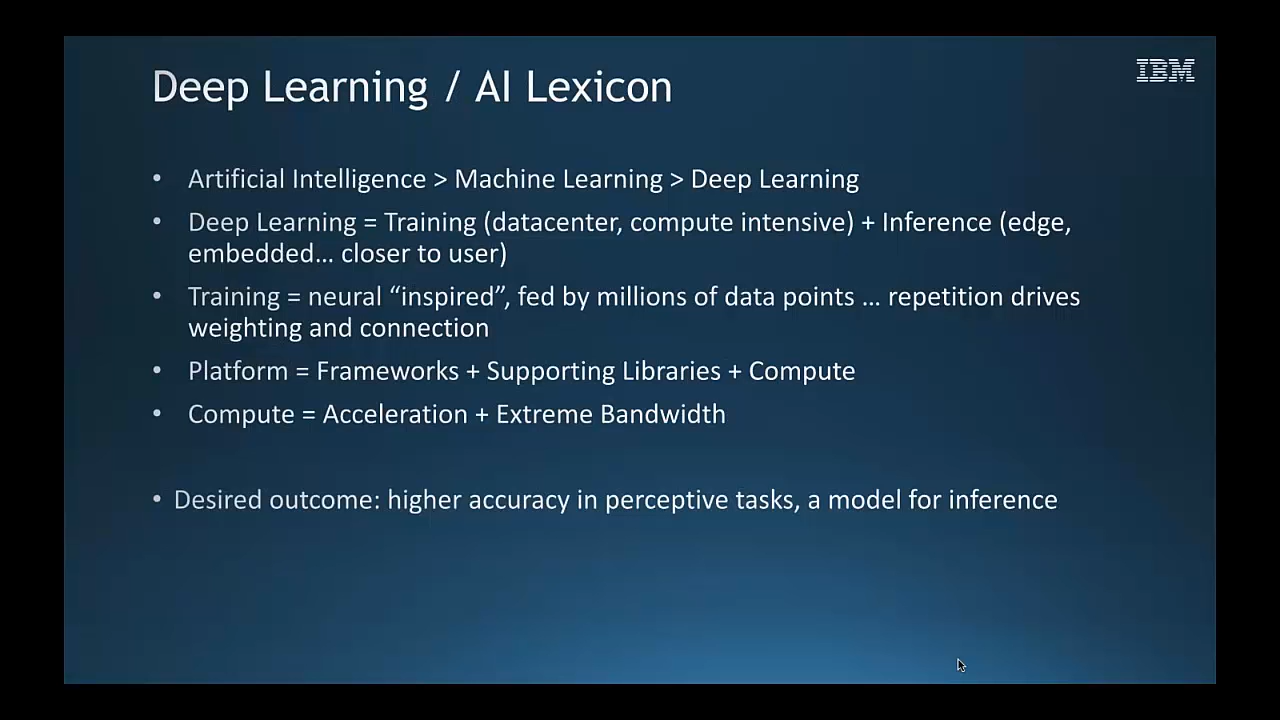 Deep Learning / AI Lexicon
IBM
• Artificial Intelligence > Machine Learning > Deep Learning
• Deep Learning = Training (datacenter, compute intensive) + Inference (edge,
embedded… closer to user)
• Training = neural “inspired”, fed by millions of data points … repetition drives
weighting and connection
• Platform = Frameworks + Supporting Libraries + Compute
• Compute = Acceleration + Extreme Bandwidth
• Desired outcome: higher accuracy in perceptive tasks, a model for inference